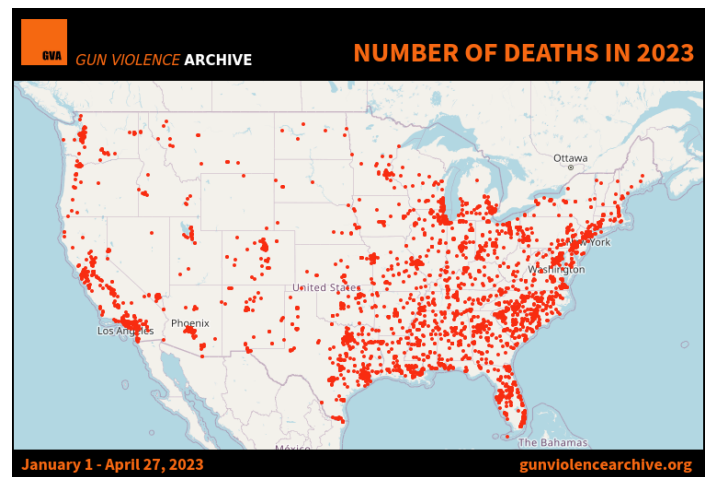 GVA
GUN VIOLENCE ARCHIVE
NUMBER OF DEATHS IN 2023
Ottawa
New York
Washington
United States
Los Angeles
Phoenix
The Bahamas
México
January 1 - April 27, 2023
gunviolencearchive.org